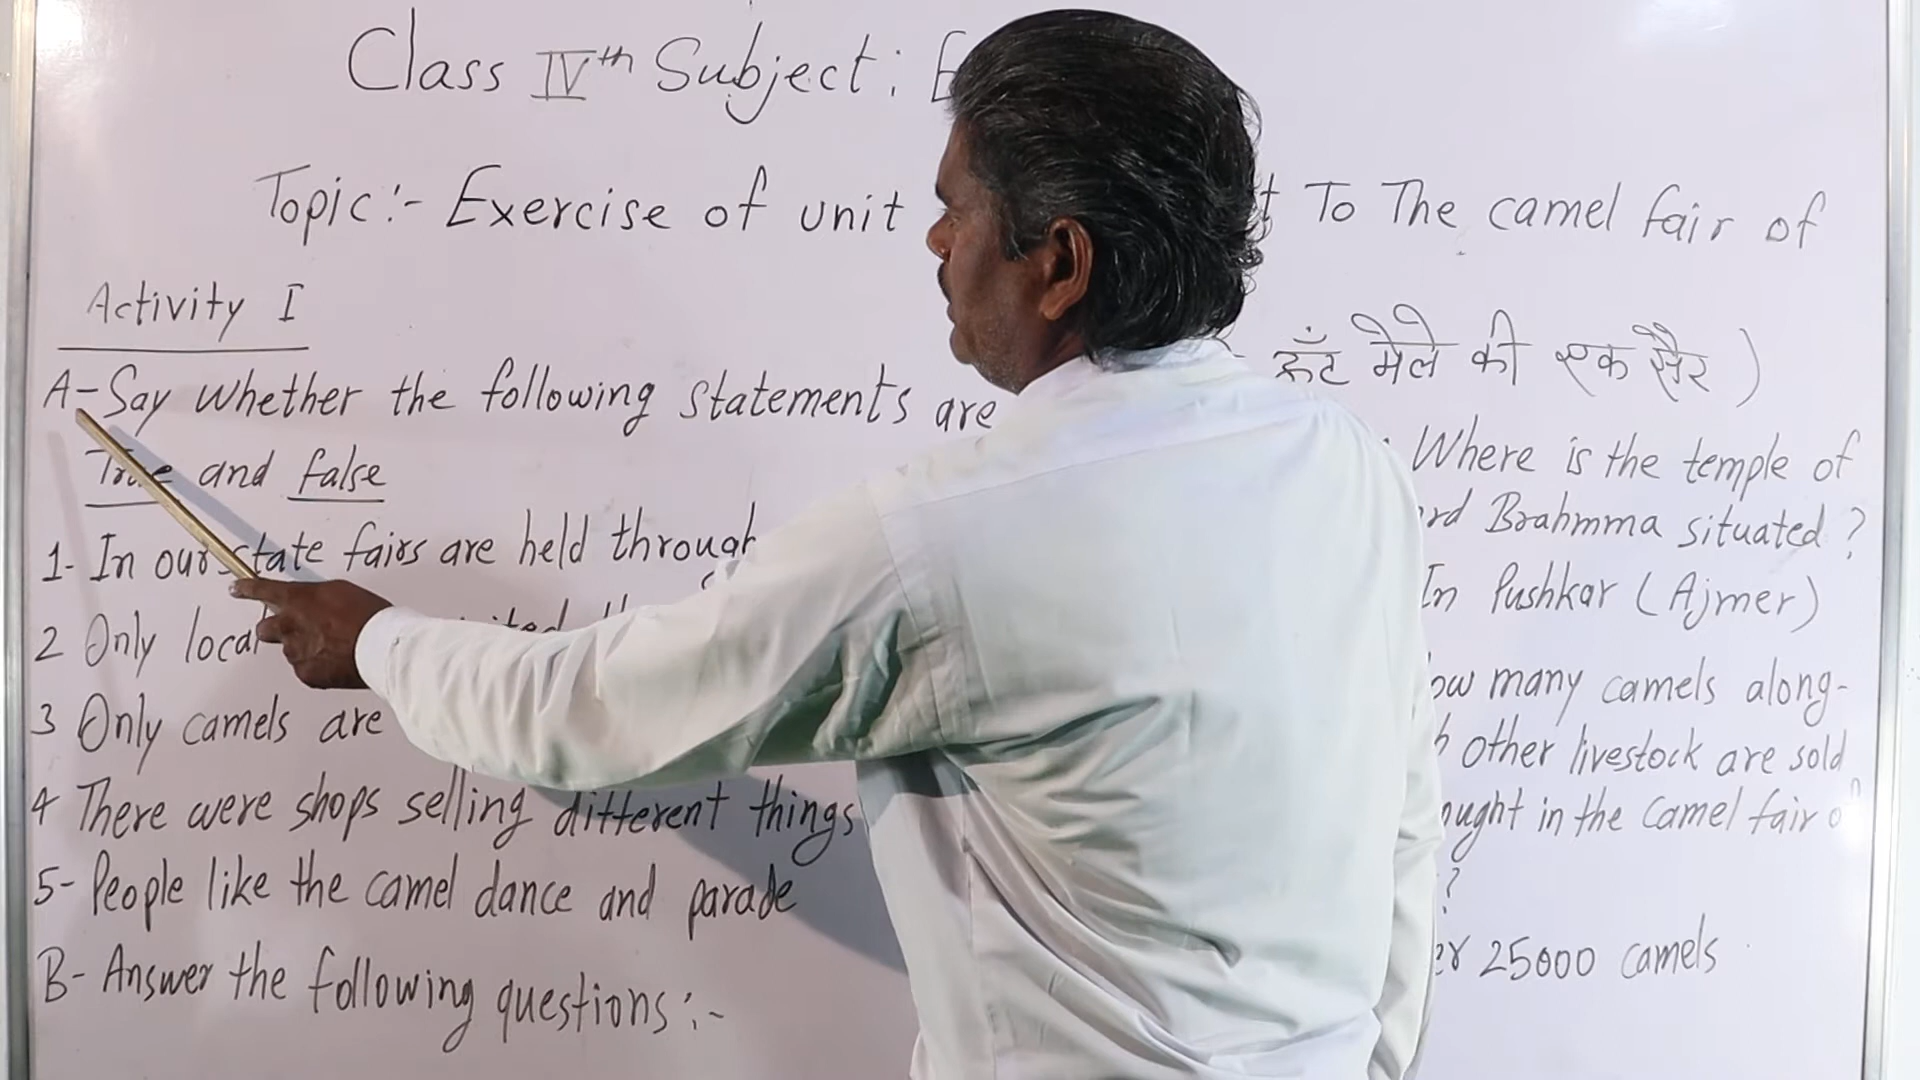 Class IVth Subject: E
Topic:- Exercise of unit
To The camel fair of
ऊँट मेले की एक सैर )
Activity I
A-Say whether the following statements are
True and false
1- In our state fairs are held through
2 Only local
3 Only camels are
4 There were shops selling different things
5- People like the camel dance and parade
B- Answer the following questions:-
Where is the temple of
Brahmma situated ?
In Pushkar (Ajmer)
many camels along-
other livestock are sold
in the camel fair
?
25000 camels